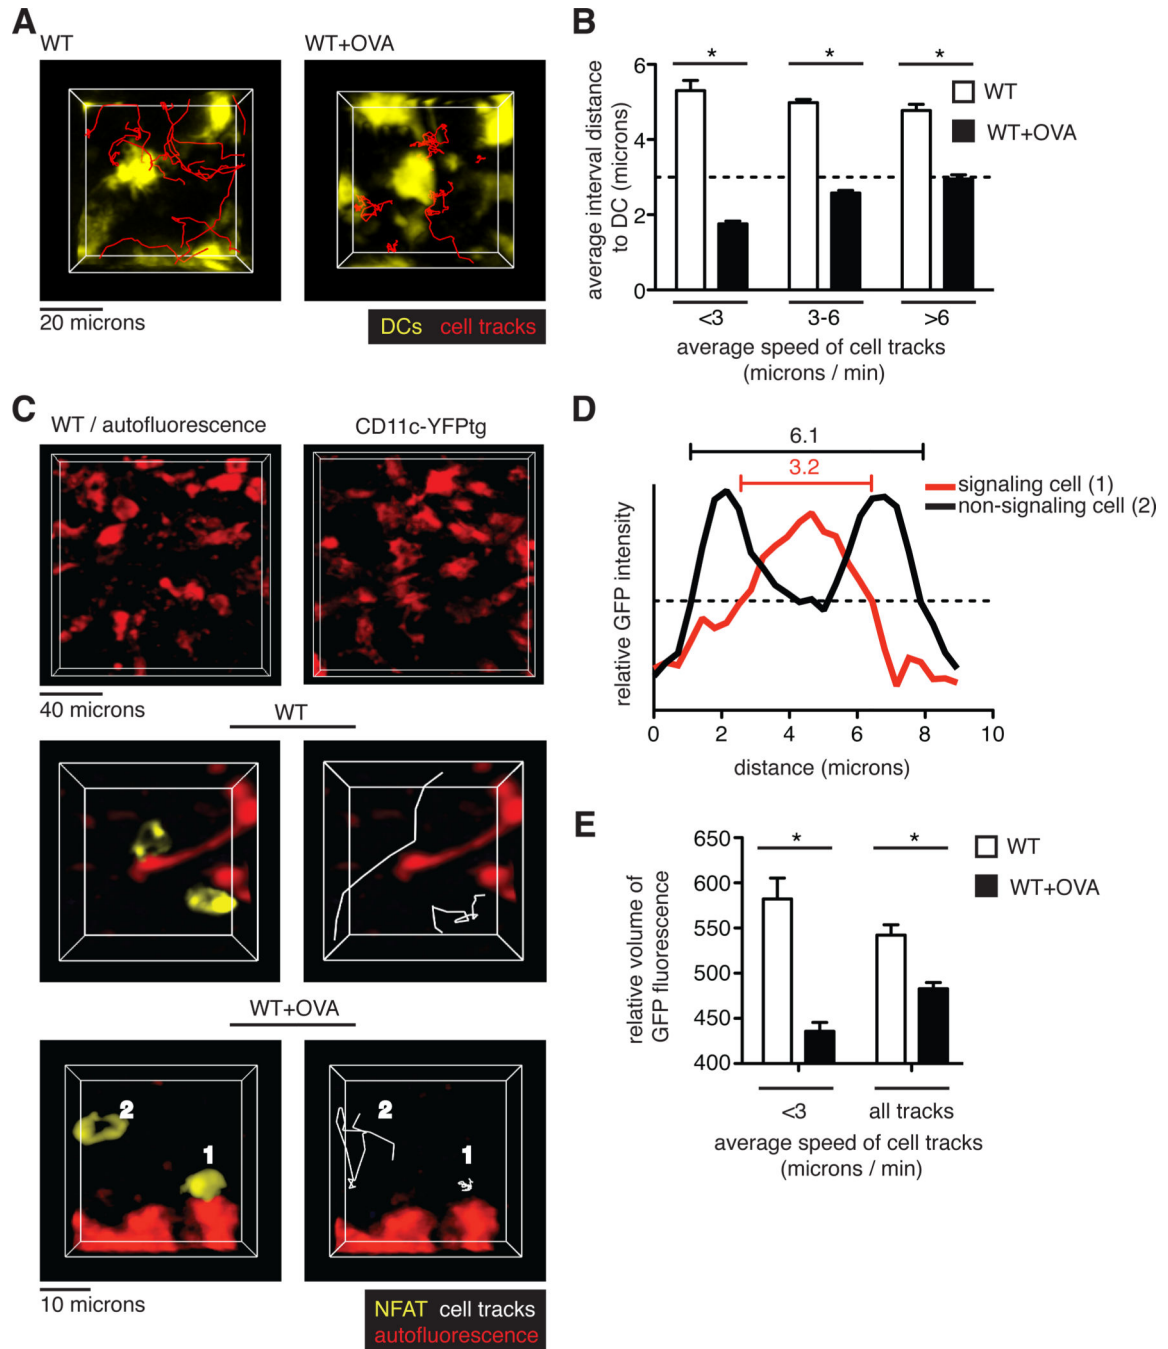 A
WT
WT+OVA
20 microns
DCs cell tracks
B
average interval distance
to DC (microns)
6
4
2
0
* * *
WT
WT+OVA
<3 3-6 >6
average speed of cell tracks
(microns / min)
C
WT / autofluorescence
CD11c-YFPtg
40 microns
WT
WT+OVA
2
1
2
1
10 microns
NFAT cell tracks
autofluorescence
D
6.1
3.2
signaling cell (1)
non-signaling cell (2)
relative GFP intensity
0 2 4 6 8 10
distance (microns)
E
relative volume of
GFP fluorescence
650
600
550
500
450
400
* *
WT
WT+OVA
<3 all tracks
average speed of cell tracks
(microns / min)